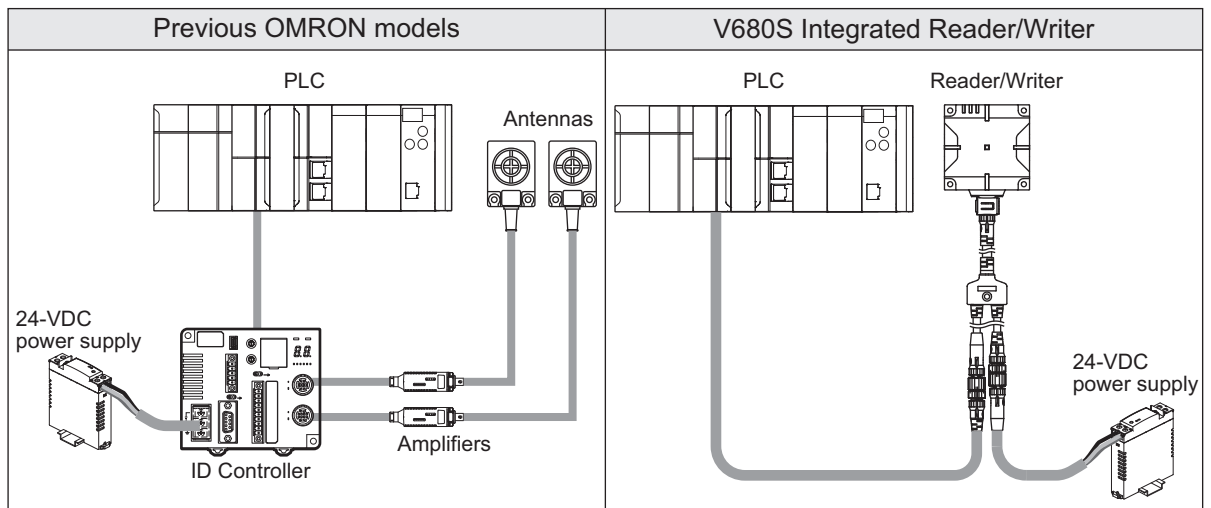 Previous OMRON models
V680S Integrated Reader/Writer
PLC
Antennas
24-VDC
power supply
Amplifiers
ID Controller
PLC
Reader/Writer
24-VDC
power supply